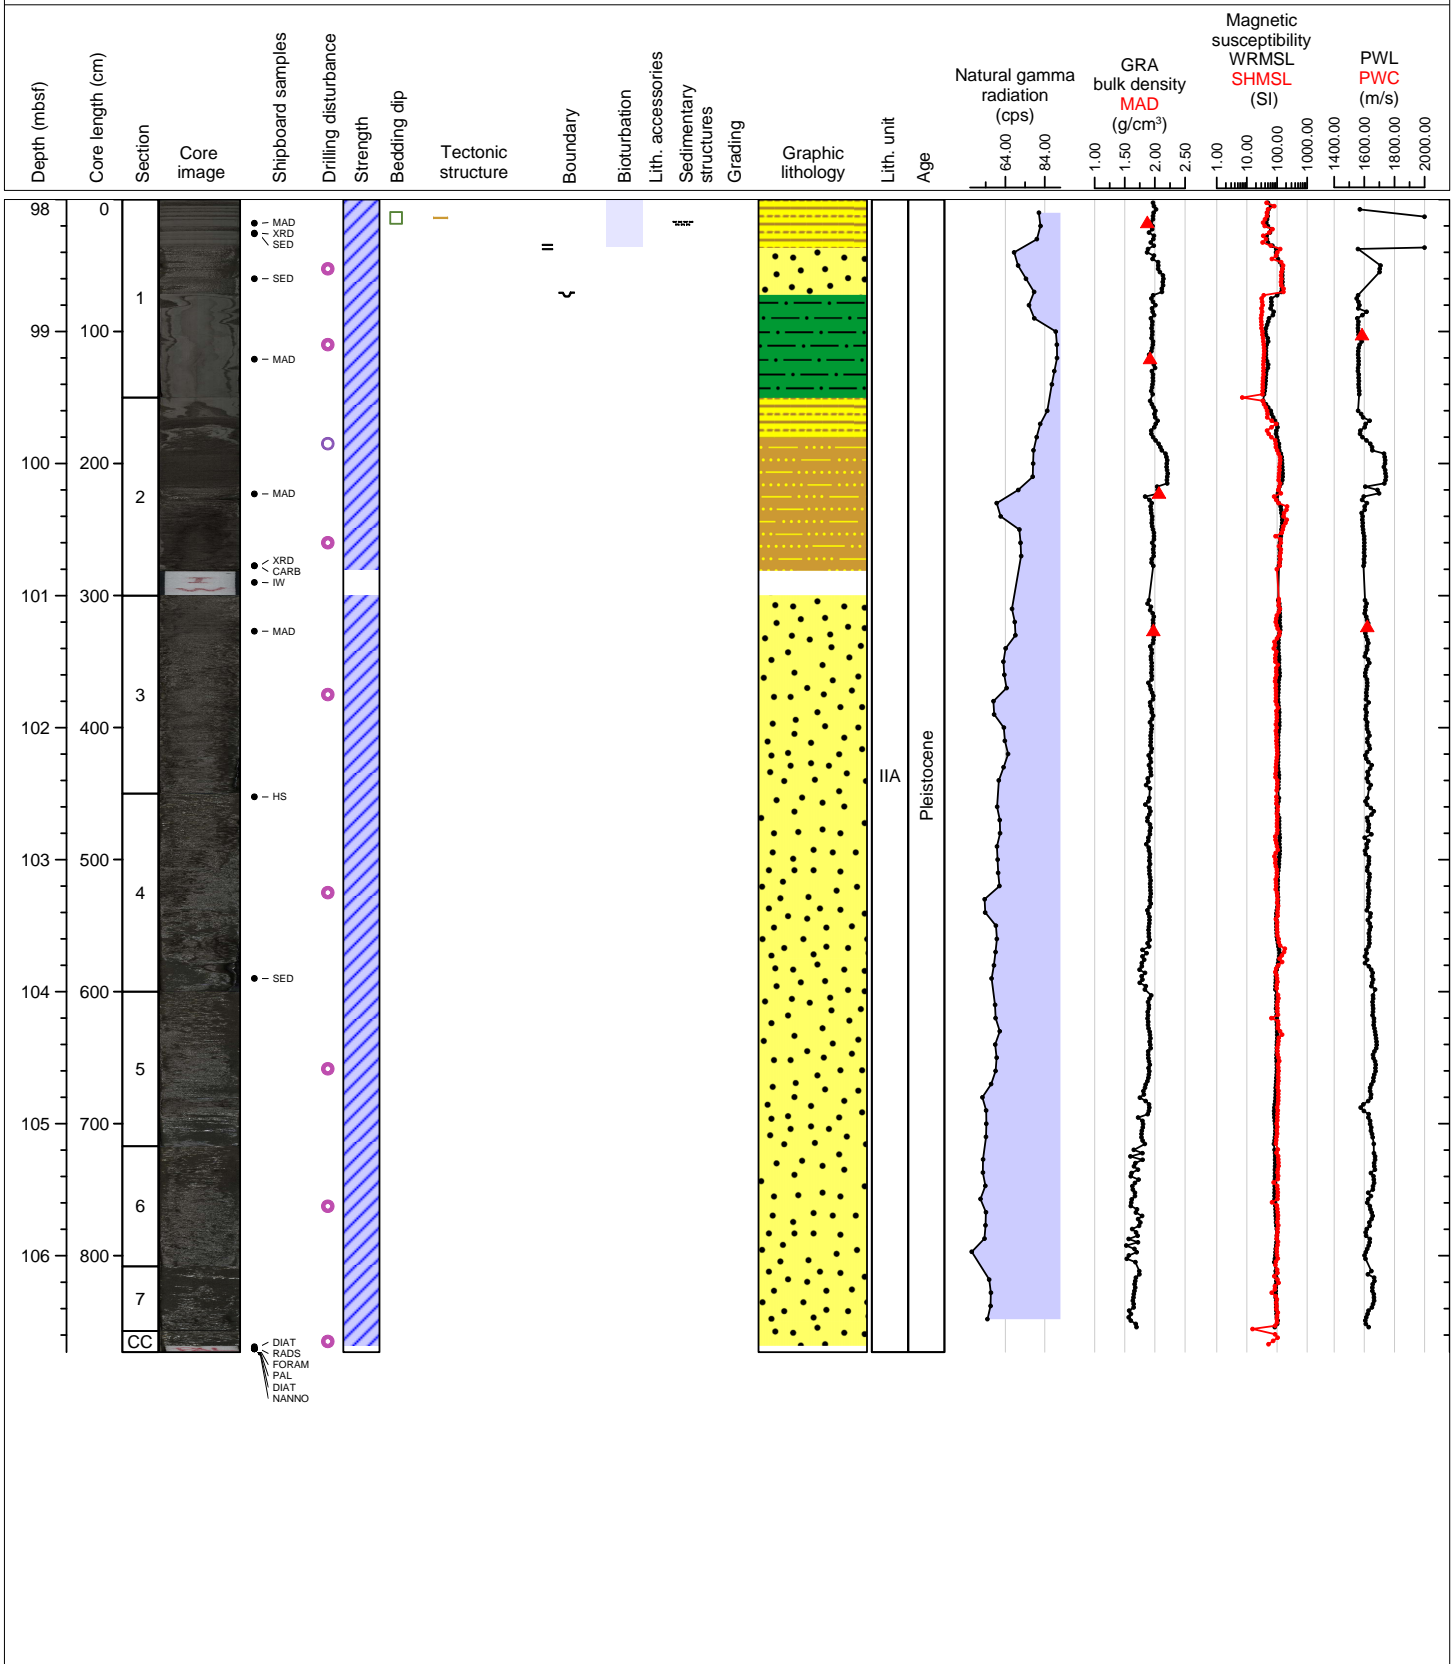 Depth (mbsf)
Core length (cm)
Section
Core
image
Shipboard samples
Drilling disturbance
Strength
Bedding dip
Tectonic
structure
Boundary
Bioturbation
Lith. accessories
Sedimentary
structures
Grading
Graphic
lithology
Lith. unit
Age
Natural gamma
radiation
(cps)
64.00 84.00
GRA
bulk density
MAD
(g/cm³)
1.00 1.50 2.00 2.50
Magnetic
susceptibility
WRMSL
SHMSL
(SI)
1.00 10.00 100.00 1000.00
PWL
PWC
(m/s)
1400.00 1600.00 1800.00 2000.00
98 0
MAD
XRD
SED
SED
1
99 100
MAD
100 200
2
MAD
XRD
CARB
IW
101 300
MAD
3
102 400
IIA
Pleistocene
HS
103 500
4
SED
104 600
5
105 700
6
106 800
7
CC
DIAT
RADS
FORAM
PAL
DIAT
NANNO